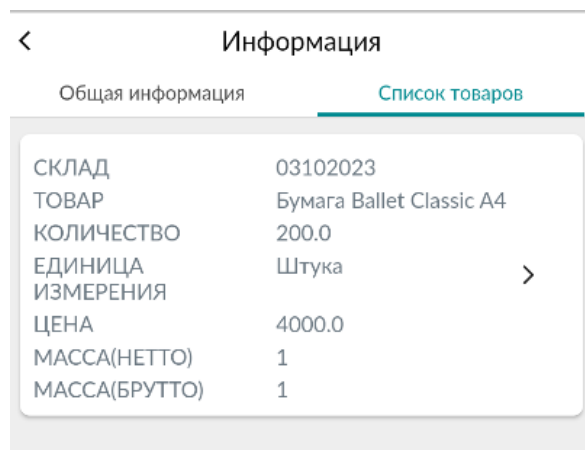 Информация
Общая информация Список товаров
СКЛАД 03102023
ТОВАР Бумага Ballet Classic A4
КОЛИЧЕСТВО 200.0
ЕДИНИЦА Штука
ИЗМЕРЕНИЯ
ЦЕНА 4000.0
МАССА(НЕТТО) 1
МАССА(БРУТТО) 1